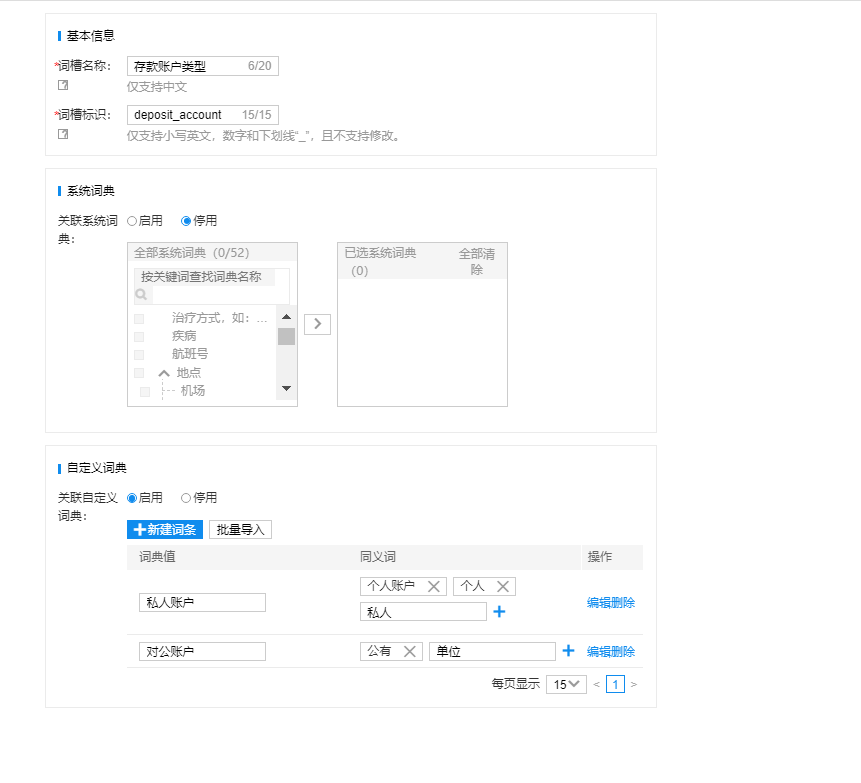 基本信息
*词槽名称： 存款账户类型 6/20
仅支持中文
*词槽标识： deposit_account 15/15
仅支持小写英文，数字和下划线“_”，且不支持修改。
系统词典
关联系统词典： 启用 停用
全部系统词典（0/52）
按关键词查找词典名称
治疗方式，如：...
疾病
航班号
地点
机场
已选系统词典（0） 全部清除
自定义词典
关联自定义词典： 启用 停用
新建词条 批量导入
词典值 同义词 操作
私人账户 个人账户 个人 私人 编辑删除
对公账户 公有 单位 编辑删除
每页显示 15 < 1 >